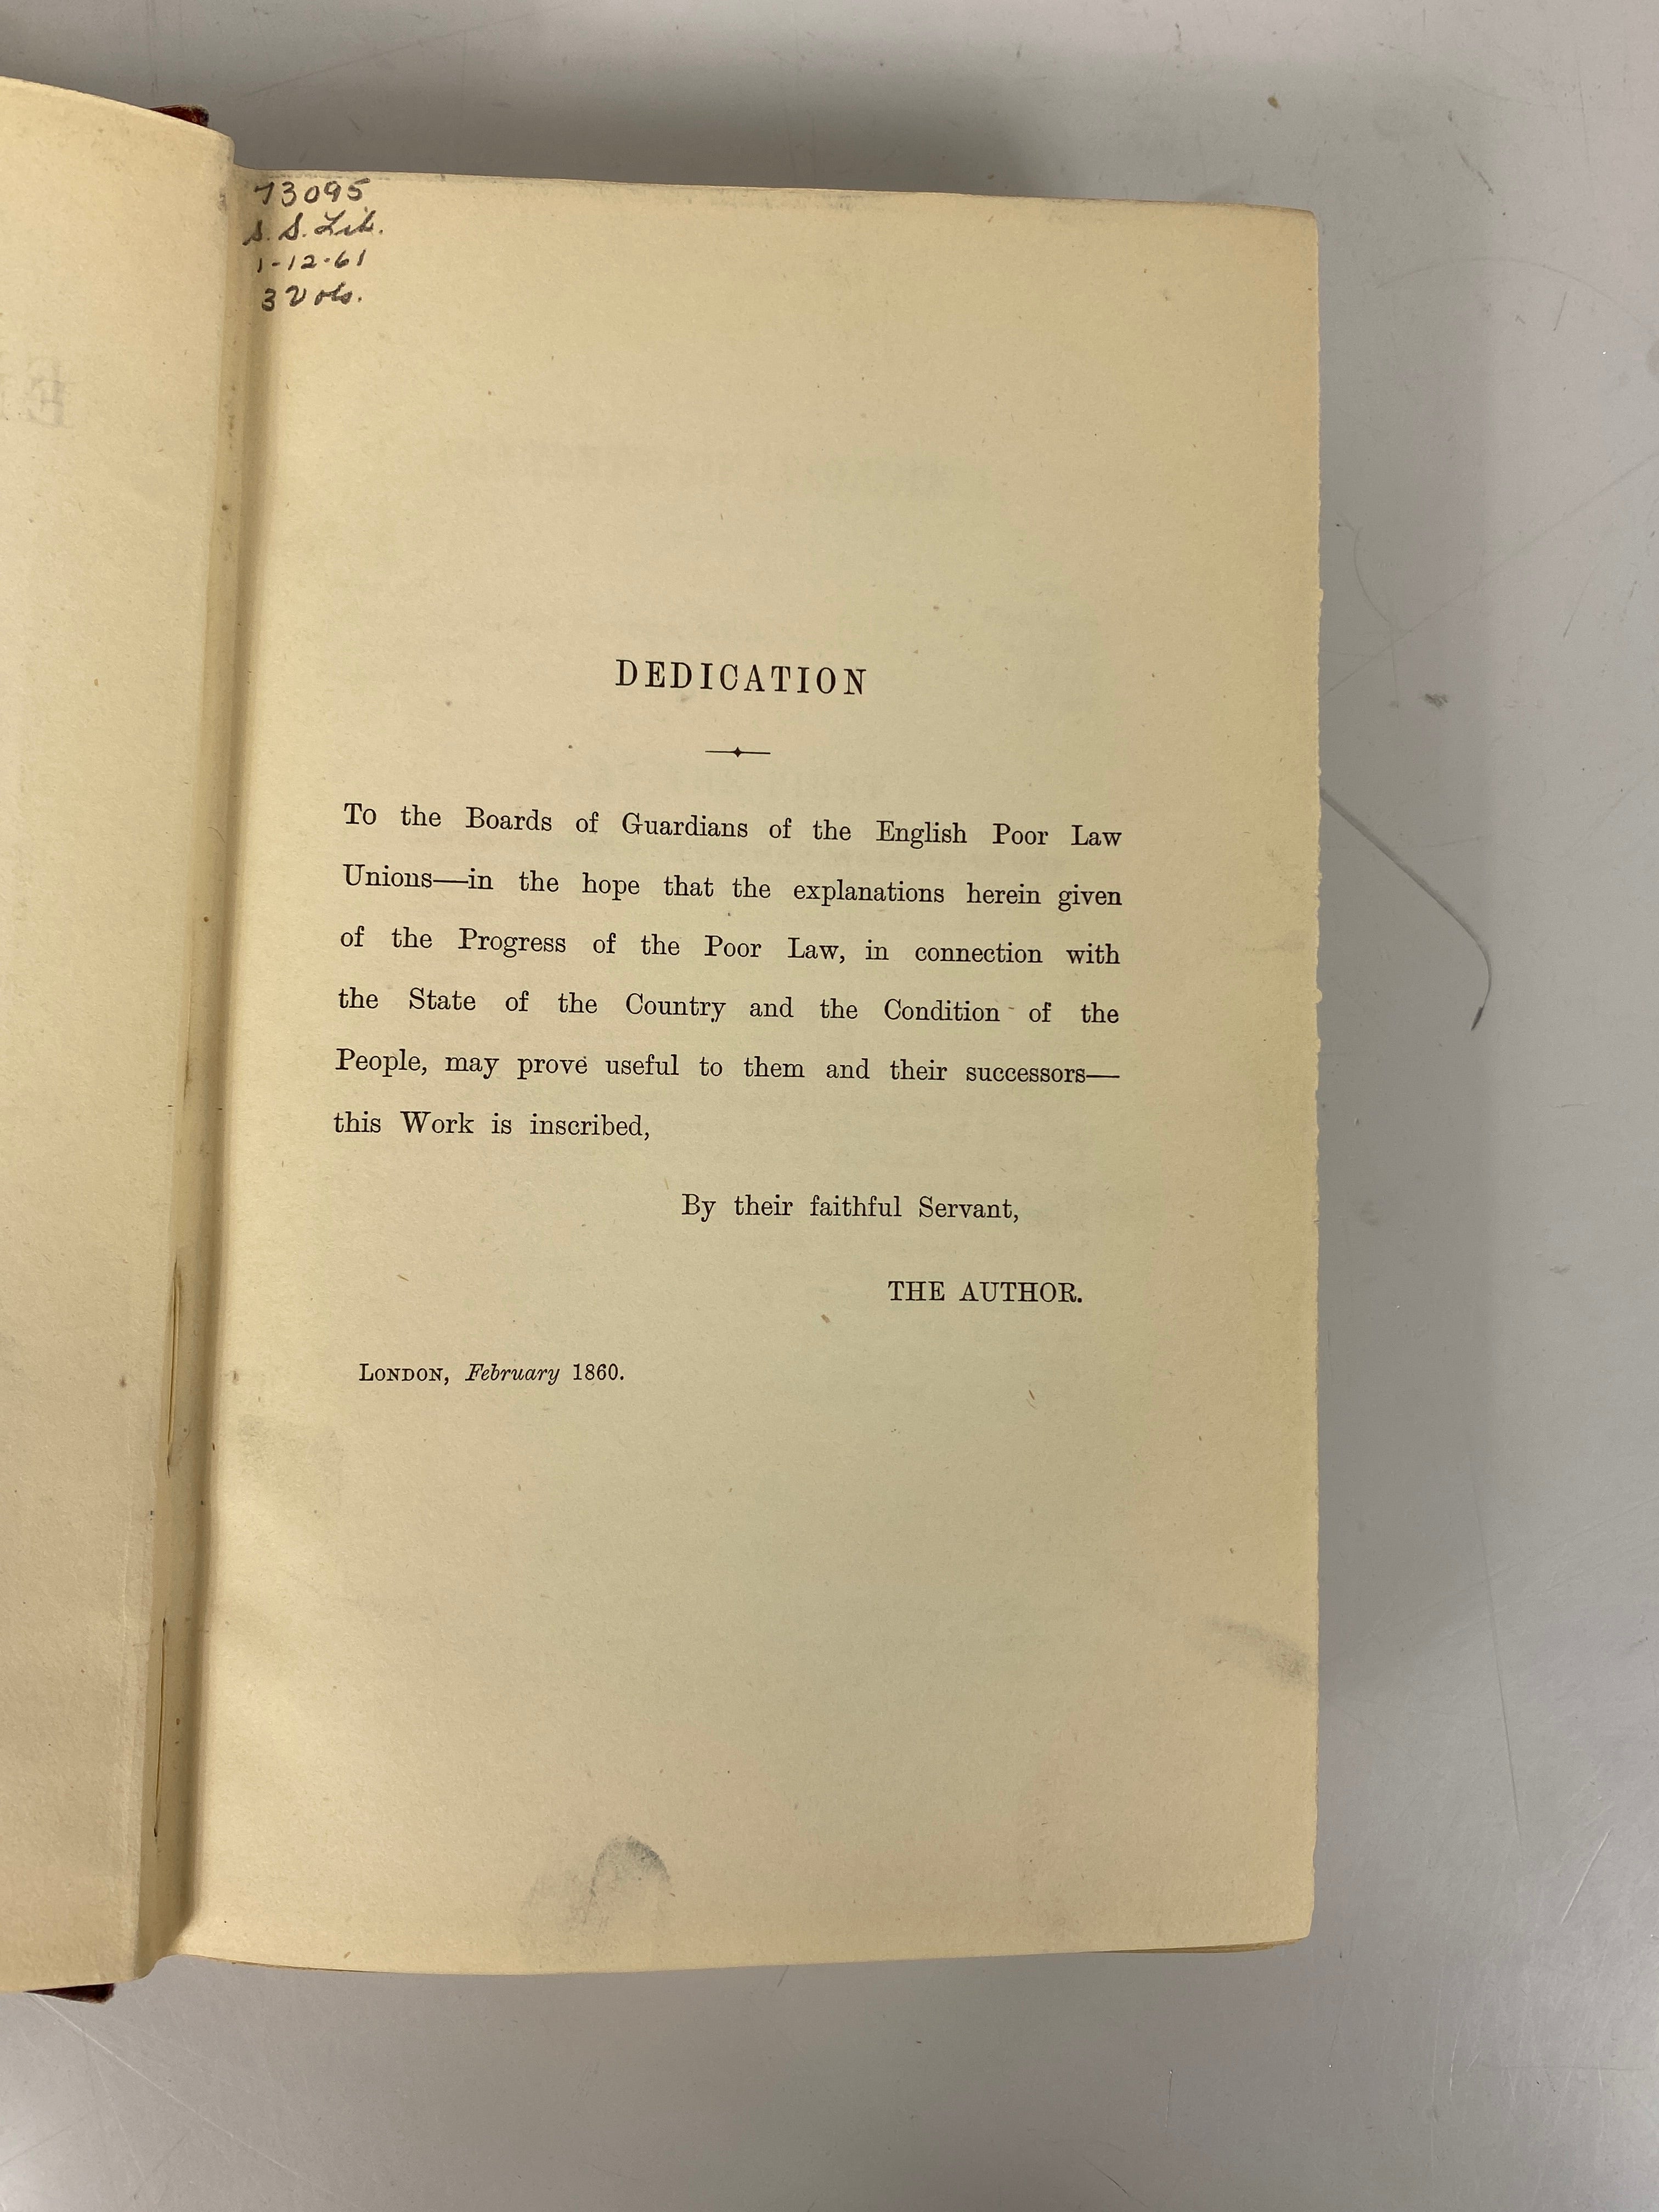 73095
S. S. Lib.
1-12-61
3 Vols.
DEDICATION
To the Boards of Guardians of the English Poor Law
Unions—in the hope that the explanations herein given
of the Progress of the Poor Law, in connection with
the State of the Country and the Condition of the
People, may prove useful to them and their successors—
this Work is inscribed,
By their faithful Servant,
THE AUTHOR.
LONDON, February 1860.